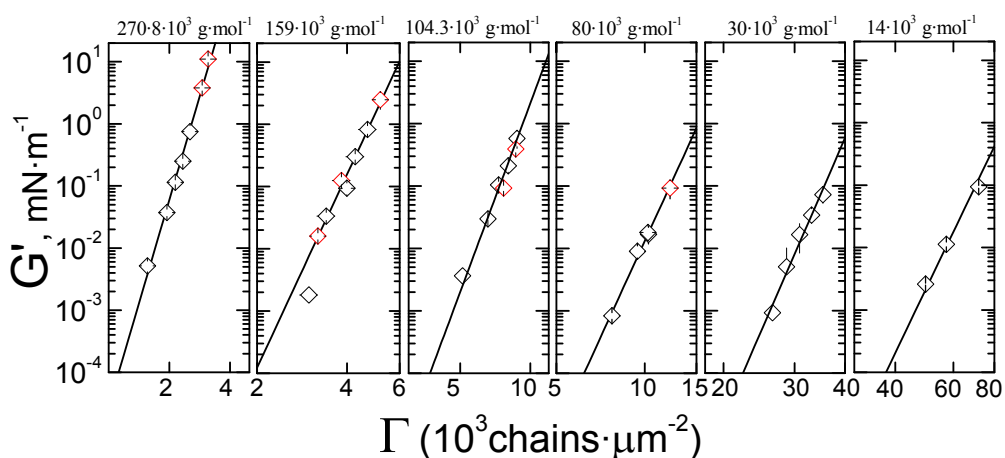 270·8·10³ g·mol⁻¹ 159·10³ g·mol⁻¹ 104.3·10³ g·mol⁻¹ 80·10³ g·mol⁻¹ 30·10³ g·mol⁻¹ 14·10³ g·mol⁻¹
10¹
10⁰
10⁻¹
10⁻²
10⁻³
10⁻⁴
G', mN·m⁻¹
2 4 2 4 6 5 10 5 10 15 20 30 40 40 60 80
Γ (10³chains·μm⁻²)